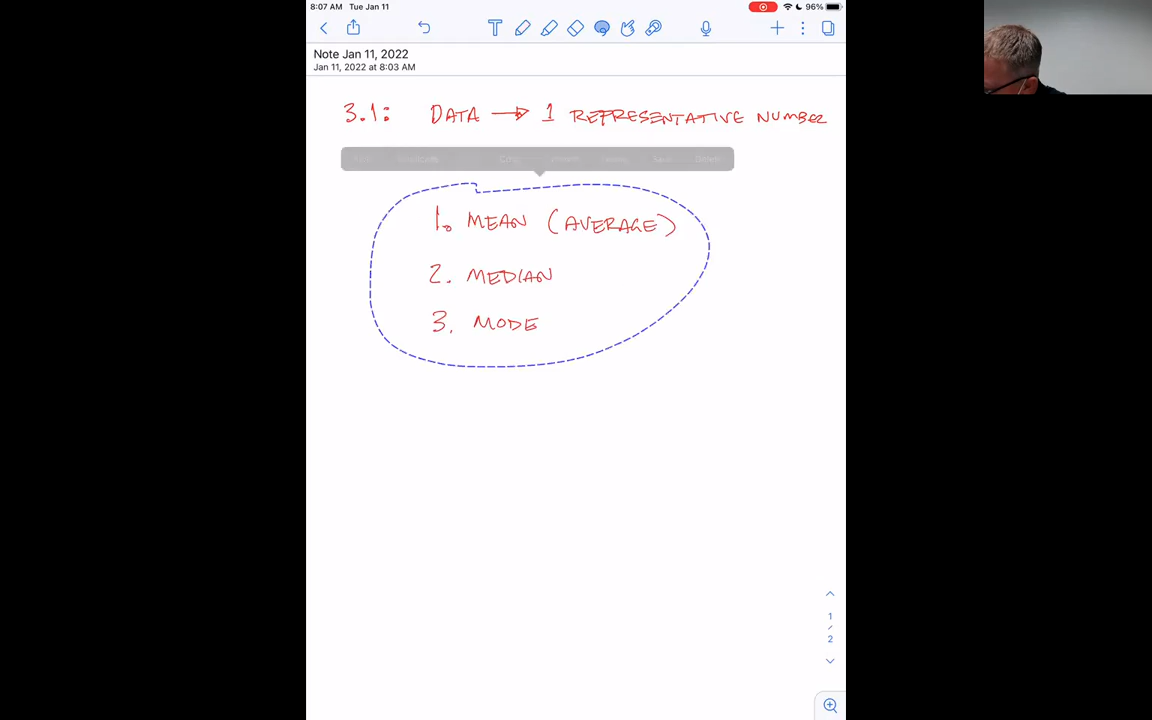 8:07 AM Tue Jan 11 96%
T
Note Jan 11, 2022
Jan 11, 2022 at 8:03 AM
3.1: DATA → 1 REPRESENTATIVE NUMBER
1. MEAN (AVERAGE)
2. MEDIAN
3. MODE
1
/
2